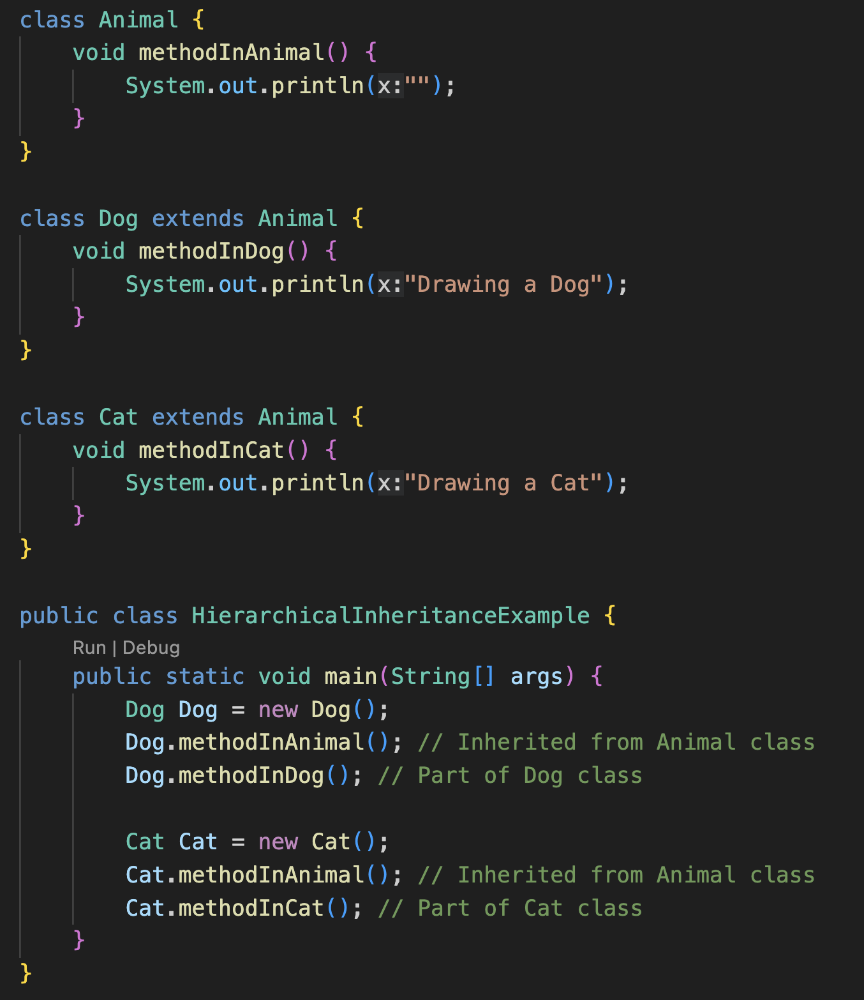 class Animal {
    void methodInAnimal() {
        System.out.println(x:"");
    }
}

class Dog extends Animal {
    void methodInDog() {
        System.out.println(x:"Drawing a Dog");
    }
}

class Cat extends Animal {
    void methodInCat() {
        System.out.println(x:"Drawing a Cat");
    }
}

public class HierarchicalInheritanceExample {
    Run | Debug
    public static void main(String[] args) {
        Dog Dog = new Dog();
        Dog.methodInAnimal(); // Inherited from Animal class
        Dog.methodInDog(); // Part of Dog class

        Cat Cat = new Cat();
        Cat.methodInAnimal(); // Inherited from Animal class
        Cat.methodInCat(); // Part of Cat class
    }
}